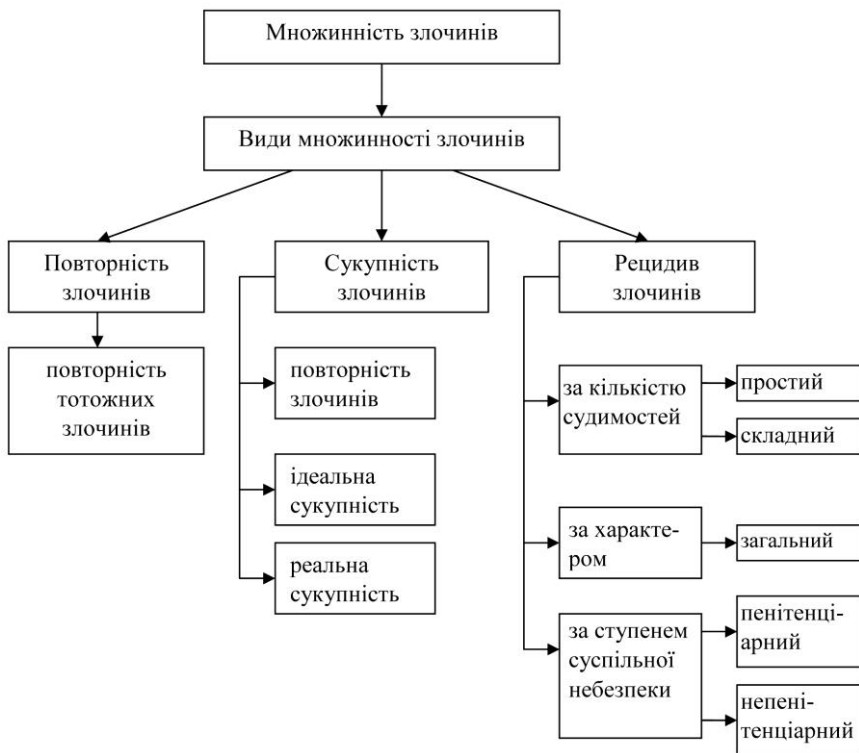 Множинність злочинів
Види множинності злочинів
Повторність
злочинів
повторність
тотожних
злочинів
Сукупність
злочинів
повторність
злочинів
ідеальна
сукупність
реальна
сукупність
Рецидив
злочинів
за кількістю
судимостей
простий
складний
за характе-
ром
загальний
за ступенем
суспільної
небезпеки
пенітенці-
арний
непені-
тенціарний